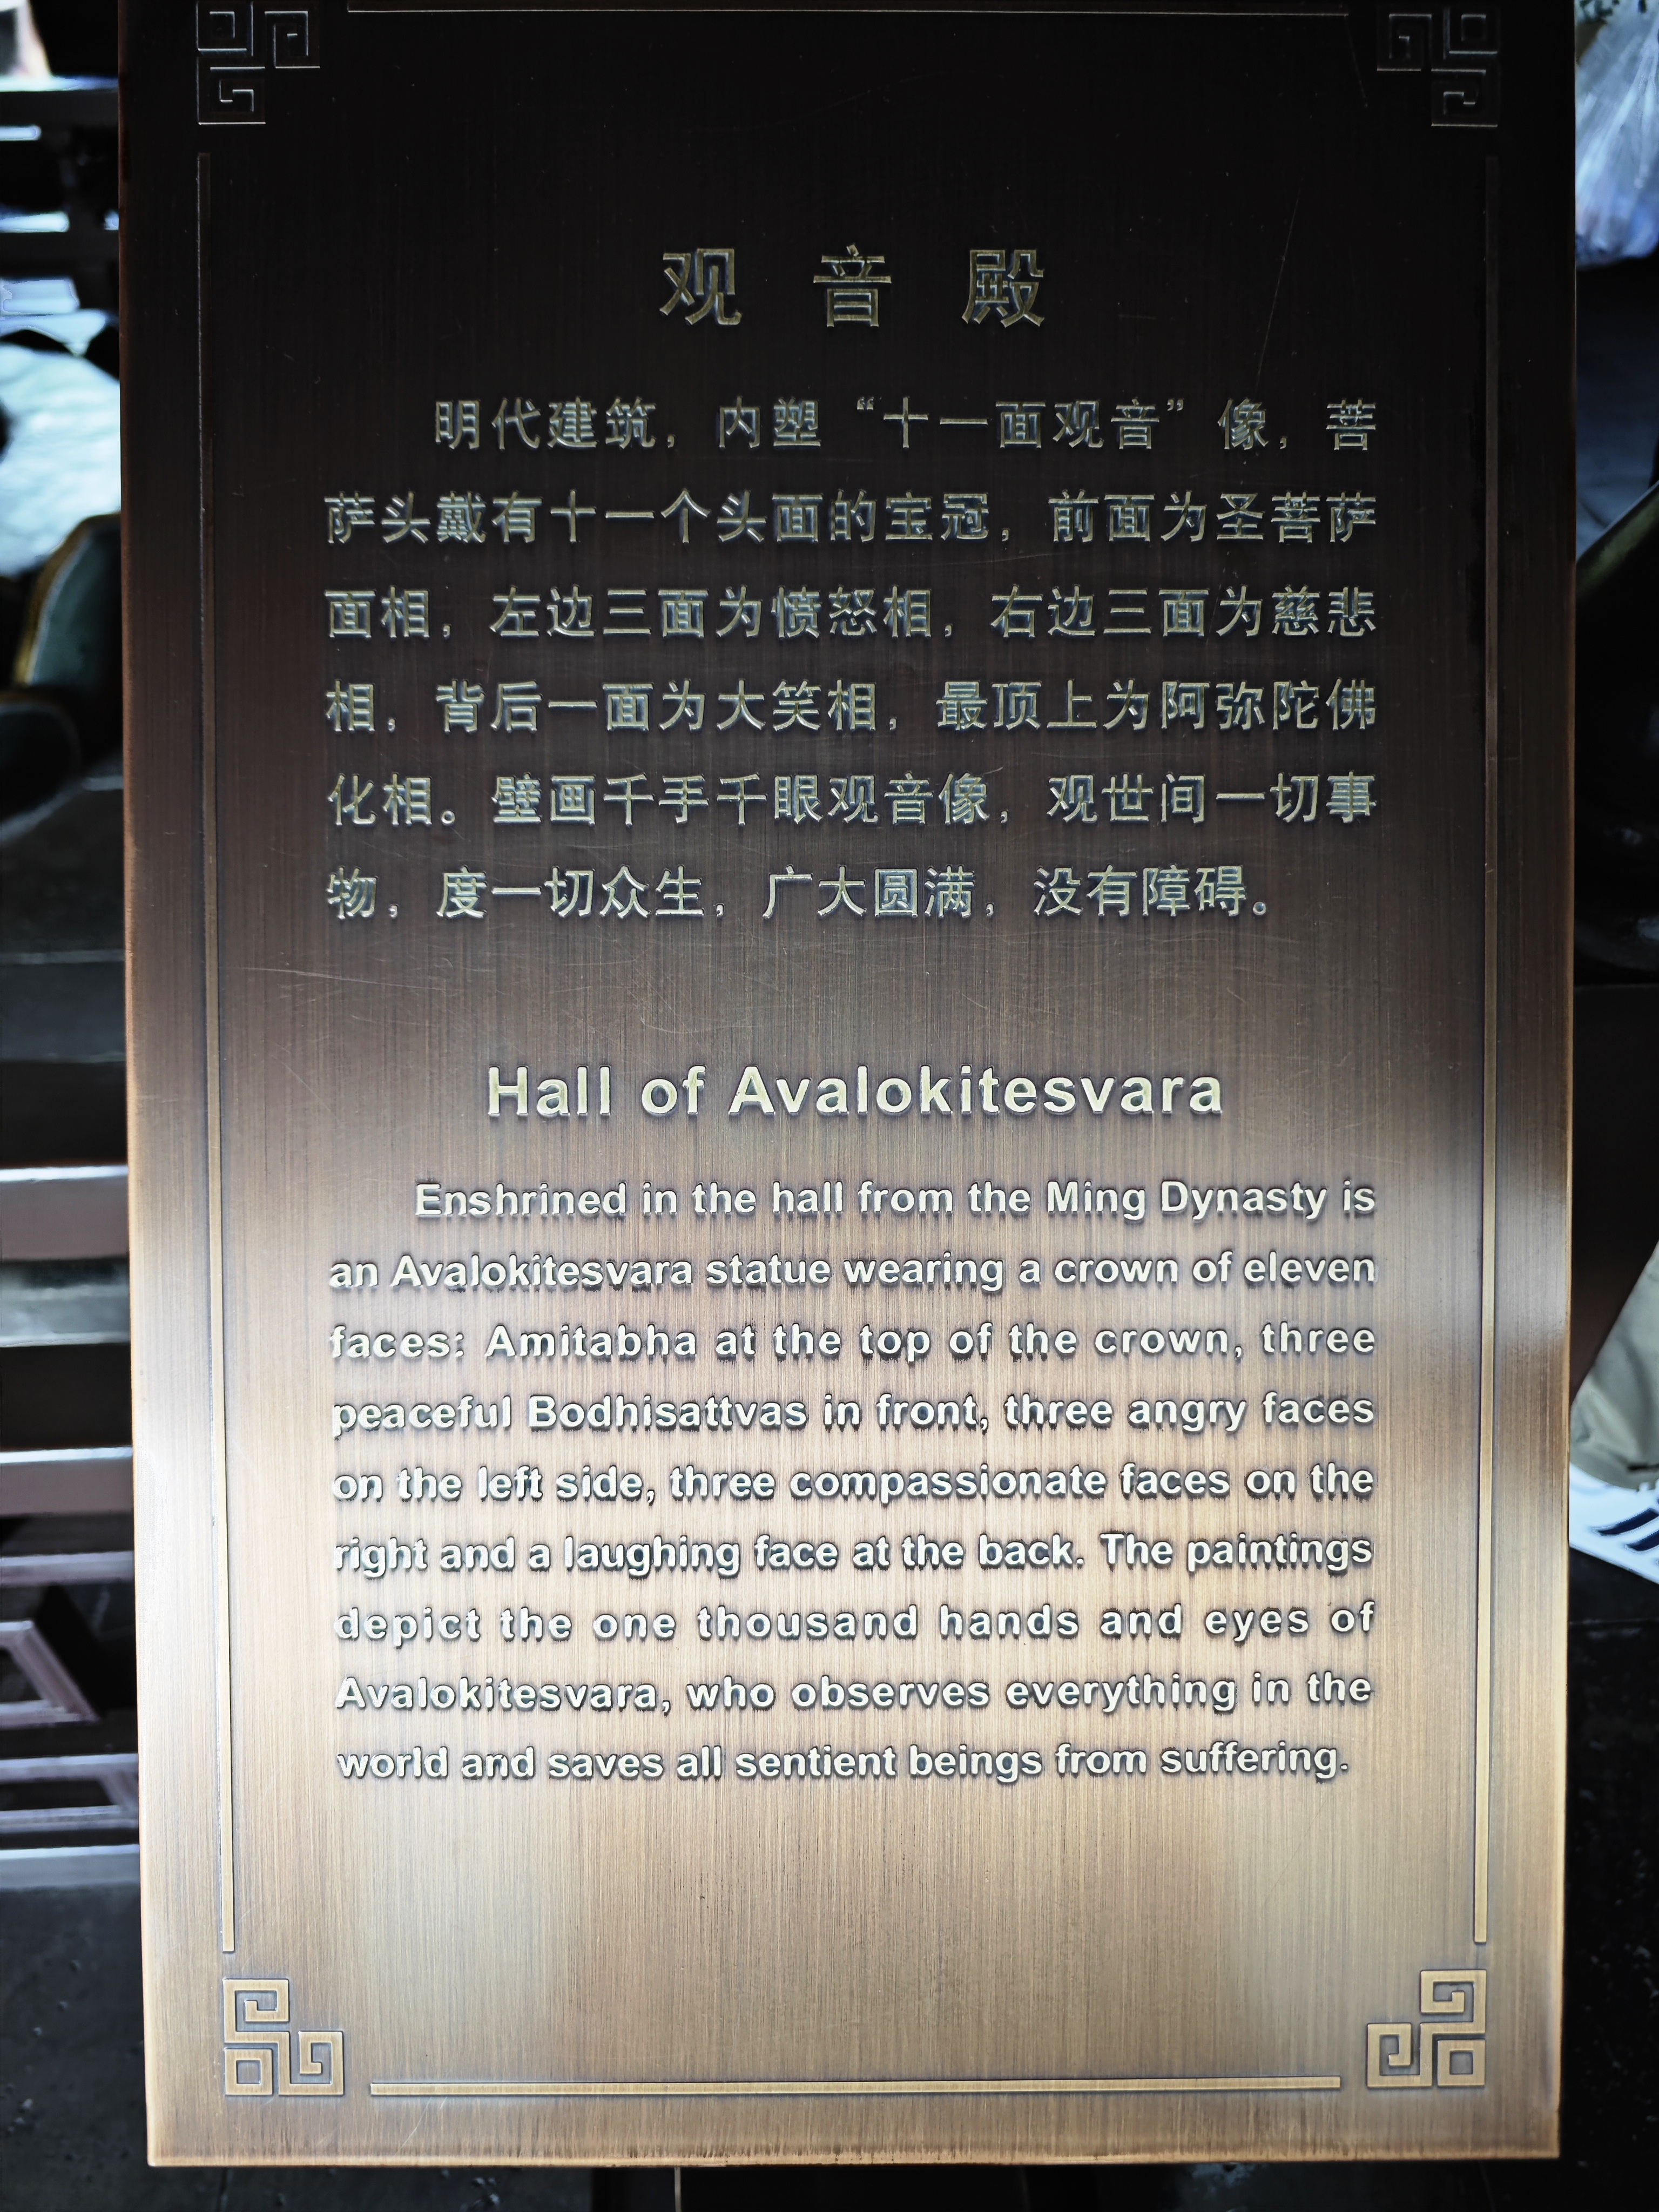 观音殿
明代建筑，内塑“十一面观音”像，菩
萨头戴有十一个头面的宝冠，前面为圣菩萨
面相，左边三面为愤怒相，右边三面为慈悲
相，背后一面为大笑相，最顶上为阿弥陀佛
化相。壁画千手千眼观音像，观世间一切事
物，度一切众生，广大圆满，没有障碍。
Hall of Avalokitesvara
Enshrined in the hall from the Ming Dynasty is
an Avalokitesvara statue wearing a crown of eleven
faces: Amitabha at the top of the crown, three
peaceful Bodhisattvas in front, three angry faces
on the left side, three compassionate faces on the
right and a laughing face at the back. The paintings
depict the one thousand hands and eyes of
Avalokitesvara, who observes everything in the
world and saves all sentient beings from suffering.